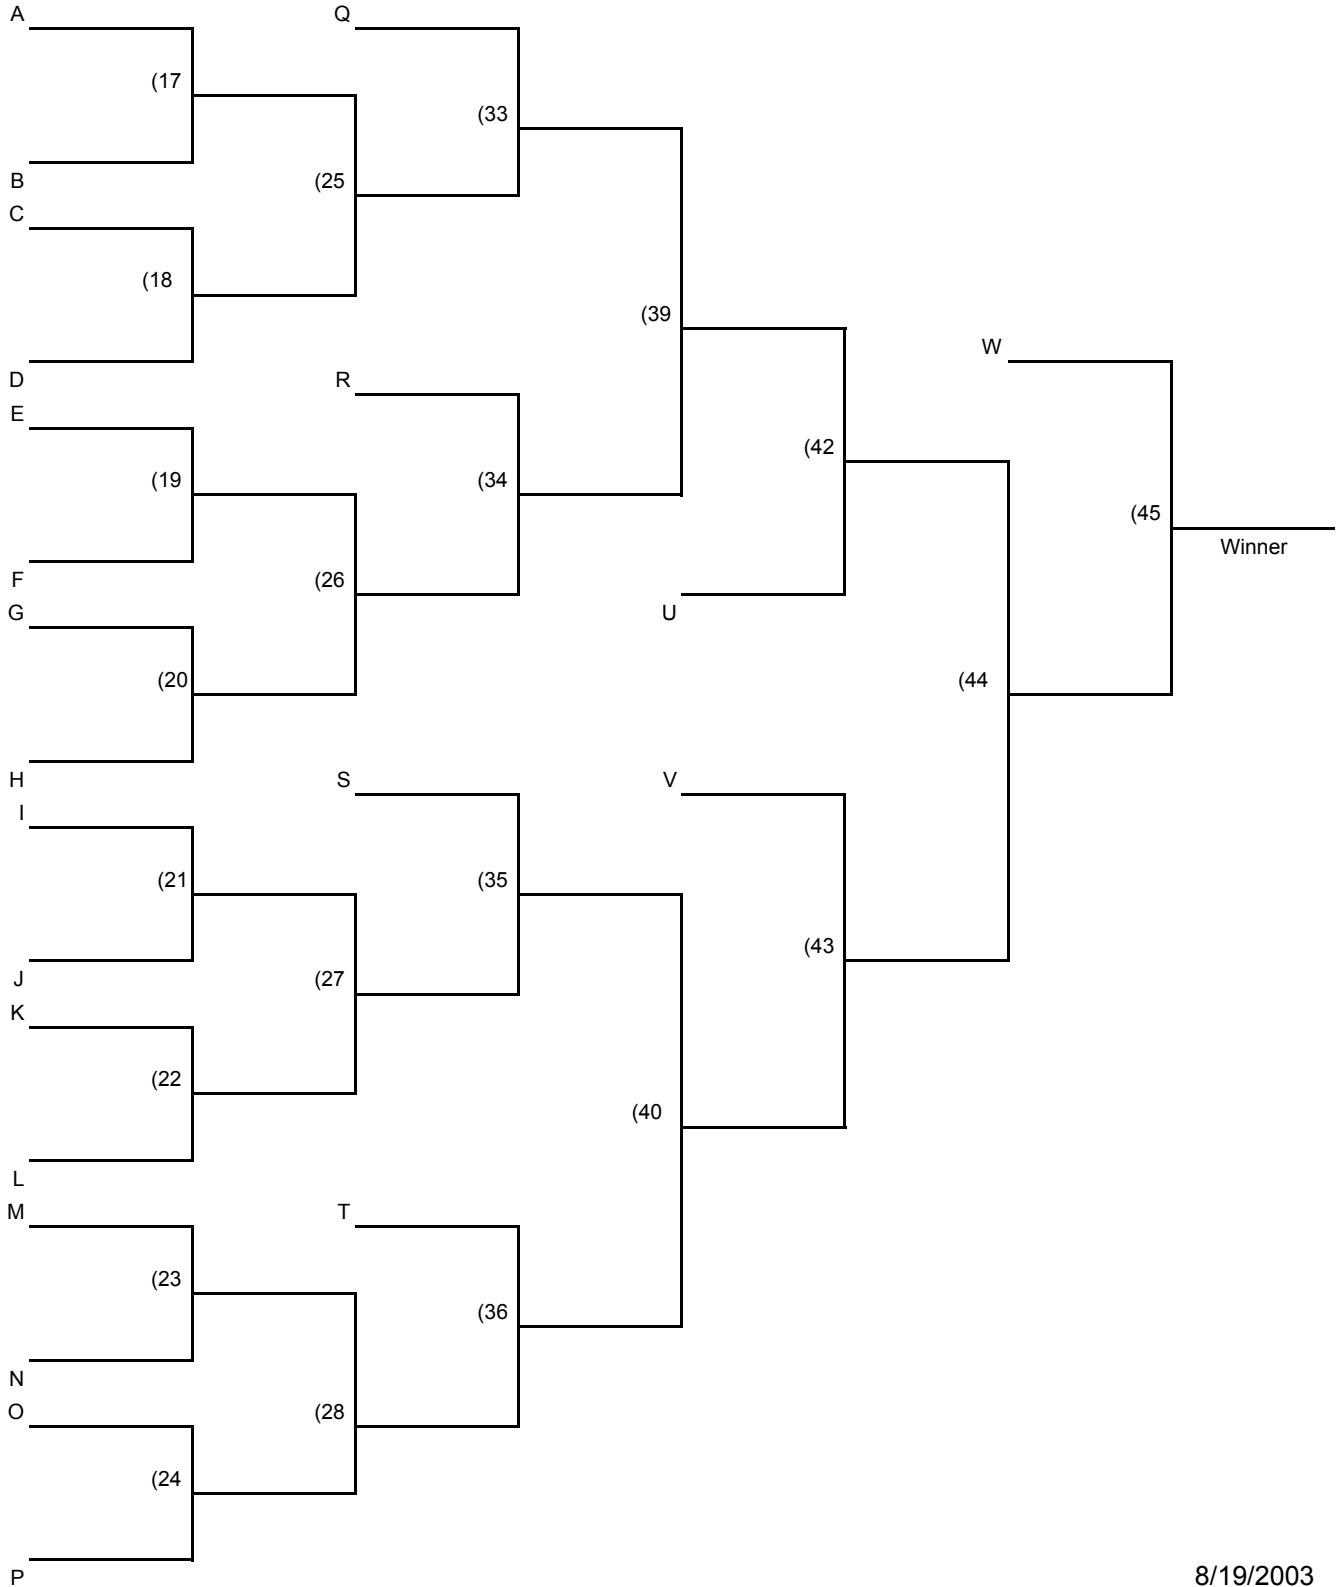 A
Q
(17
(33
B
(25
C
(18
(39
W
D
R
E
(42
(19
(34
(45
Winner
F
(26
G
U
(20
(44
H
S
V
I
(21
(35
(43
J
(27
K
(22
(40
L
M
T
(23
(36
N
O
(28
(24
P
8/19/2003